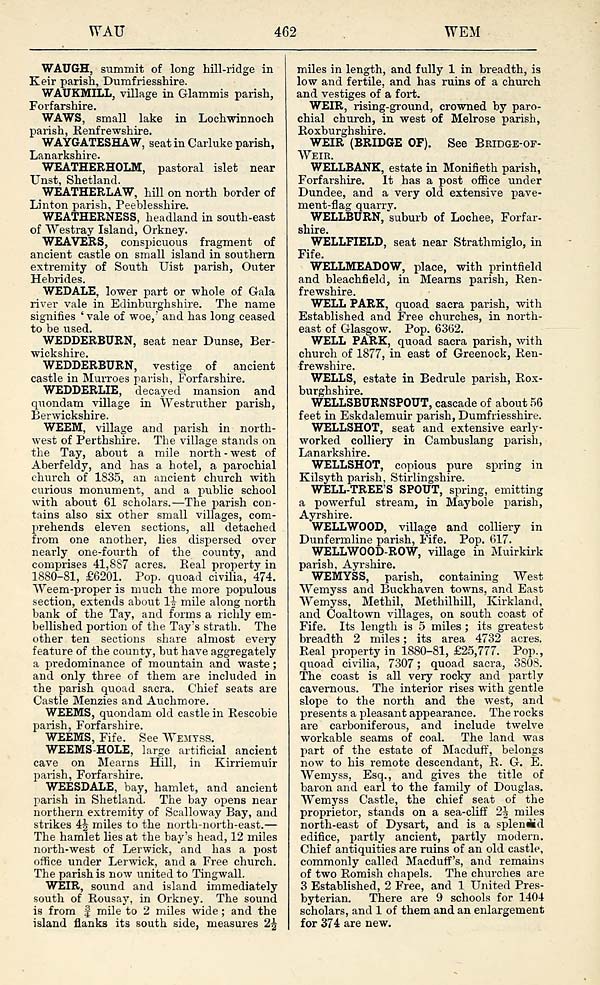 WAU 462 WEM
WAUGH, summit of long hill-ridge in
Keir parish, Dumfriesshire.
WAUKMILL, village in Glammis parish,
Forfarshire.
WAWS, small lake in Lochwinnoch
parish, Renfrewshire.
WAYGATESHAW, seat in Carluke parish,
Lanarkshire.
WEATHERHOLM, pastoral islet near
Unst, Shetland.
WEATHERLAW, hill on north border of
Linton parish, Peeblesshire.
WEATHERNESS, headland in south-east
of Westray Island, Orkney.
WEAVERS, conspicuous fragment of
ancient castle on small island in southern
extremity of South Uist parish, Outer
Hebrides.
WEDALE, lower part or whole of Gala
river vale in Edinburghshire. The name
signifies ‘vale of woe,’ and has long ceased
to be used.
WEDDERBURN, seat near Dunse, Ber-
wickshire.
WEDDERBURN, vestige of ancient
castle in Murroes parish, Forfarshire.
WEDDERLIE, decayed mansion and
quondam village in Westruther parish,
Berwickshire.
WEEM, village and parish in north-
west of Perthshire. The village stands on
the Tay, about a mile north-west of
Aberfeldy, and has a hotel, a parochial
church of 1835, an ancient church with
curious monument, and a public school
with about 61 scholars.—The parish con-
tains also six other small villages, com-
prehends eleven sections, all detached
from one another, lies dispersed over
nearly one-fourth of the county, and
comprises 41,887 acres. Real property in
1880-81, £6201. Pop. quoad civilia, 474.
Weem-proper is much the more populous
section, extends about 1½ mile along north
bank of the Tay, and forms a richly em-
bellished portion of the Tay's strath. The
other ten sections share almost every
feature of the county, but have aggregately
a predominance of mountain and waste;
and only three of them are included in
the parish quoad sacra. Chief seats are
Castle Menzies and Auchmore.
WEEMS, quondam old castle in Rescobie
parish, Forfarshire.
WEEMS, Fife. See WEMYSS.
WEEMS-HOLE, large artificial ancient
cave on Mearns Hill, in Kirriemuir
parish, Forfarshire.
WEESDALE, bay, hamlet, and ancient
parish in Shetland. The bay opens near
northern extremity of Scalloway Bay, and
strikes 4½ miles to the north-north-east.—
The hamlet lies at the bay's head, 12 miles
north-west of Lerwick, and has a post
office under Lerwick, and a Free church.
The parish is now united to Tingwall.
WEIR, sound and island immediately
south of Rousay, in Orkney. The sound
is from ¾ mile to 2 miles wide; and the
island flanks its south side, measures 2½
miles in length, and fully 1 in breadth, is
low and fertile, and has ruins of a church
and vestiges of a fort.
WEIR, rising-ground, crowned by paro-
chial church, in west of Melrose parish,
Roxburghshire.
WEIR (BRIDGE OF). See BRIDGE-OF-
WEIR.
WELLBANK, estate in Monifieth parish,
Forfarshire. It has a post office under
Dundee, and a very old extensive pave-
ment-flag quarry.
WELLBURN, suburb of Lochee, Forfar-
shire.
WELLFIELD, seat near Strathmiglo, in
Fife.
WELLMEADOW, place, with printfield
and bleachfield, in Mearns parish, Ren-
frewshire.
WELL PARK, quoad sacra parish, with
Established and Free churches, in north-
east of Glasgow. Pop. 6362.
WELL PARK, quoad sacra parish, with
church of 1877, in east of Greenock, Ren-
frewshire.
WELLS, estate in Bedrule parish, Rox-
burghshire.
WELLSBURNSPOUT, cascade of about 56
feet in Eskdalemuir parish, Dumfriesshire.
WELLSHOT, seat and extensive early-
worked colliery in Cambuslang parish,
Lanarkshire.
WELLSHOT, copious pure spring in
Kilsyth parish, Stirlingshire.
WELL-TREE'S SPOUT, spring, emitting
a powerful stream, in Maybole parish,
Ayrshire.
WELLWOOD, village and colliery in
Dunfermline parish, Fife. Pop. 617.
WELLWOOD-ROW, village in Muirkirk
parish, Ayrshire.
WEMYSS, parish, containing West
Wemyss and Buckhaven towns, and East
Wemyss, Methil, Methilhill, Kirkland,
and Coaltown villages, on south coast of
Fife. Its length is 5 miles; its greatest
breadth 2 miles; its area 4732 acres.
Real property in 1880-81, £25,777. Pop.,
quoad civilia, 7307; quoad sacra, 3808.
The coast is all very rocky and partly
cavernous. The interior rises with gentle
slope to the north and the west, and
presents a pleasant appearance. The rocks
are carboniferous, and include twelve
workable seams of coal. The land was
part of the estate of Macduff, belongs
now to his remote descendant, R. G. E.
Wemyss, Esq., and gives the title of
baron and earl to the family of Douglas.
Wemyss Castle, the chief seat of the
proprietor, stands on a sea-cliff 2½ miles
north-east of Dysart, and is a splendid
edifice, partly ancient, partly modern.
Chief antiquities are ruins of an old castle,
commonly called Macduff's, and remains
of two Romish chapels. The churches are
3 Established, 2 Free, and 1 United Pres-
byterian. There are 9 schools for 1404
scholars, and 1 of them and an enlargement
for 374 are new.